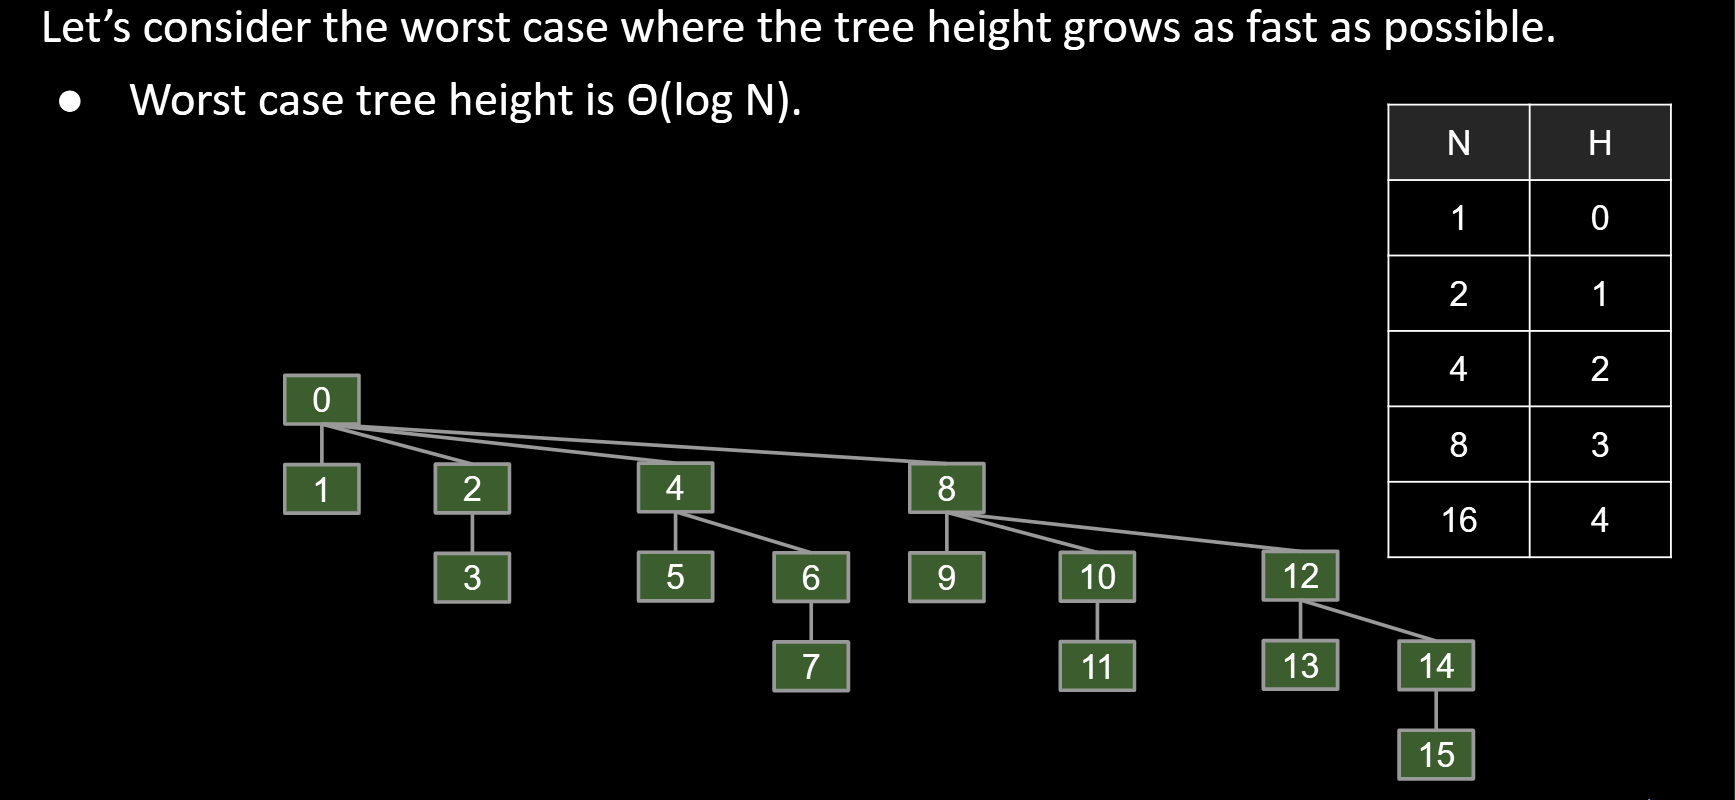 Let’s consider the worst case where the tree height grows as fast as possible.
● Worst case tree height is Θ(log N).
N H
1 0
2 1
4 2
8 3
16 4
0
1 2 4 8
3 5 6 9 10 12
7 11 13 14
15